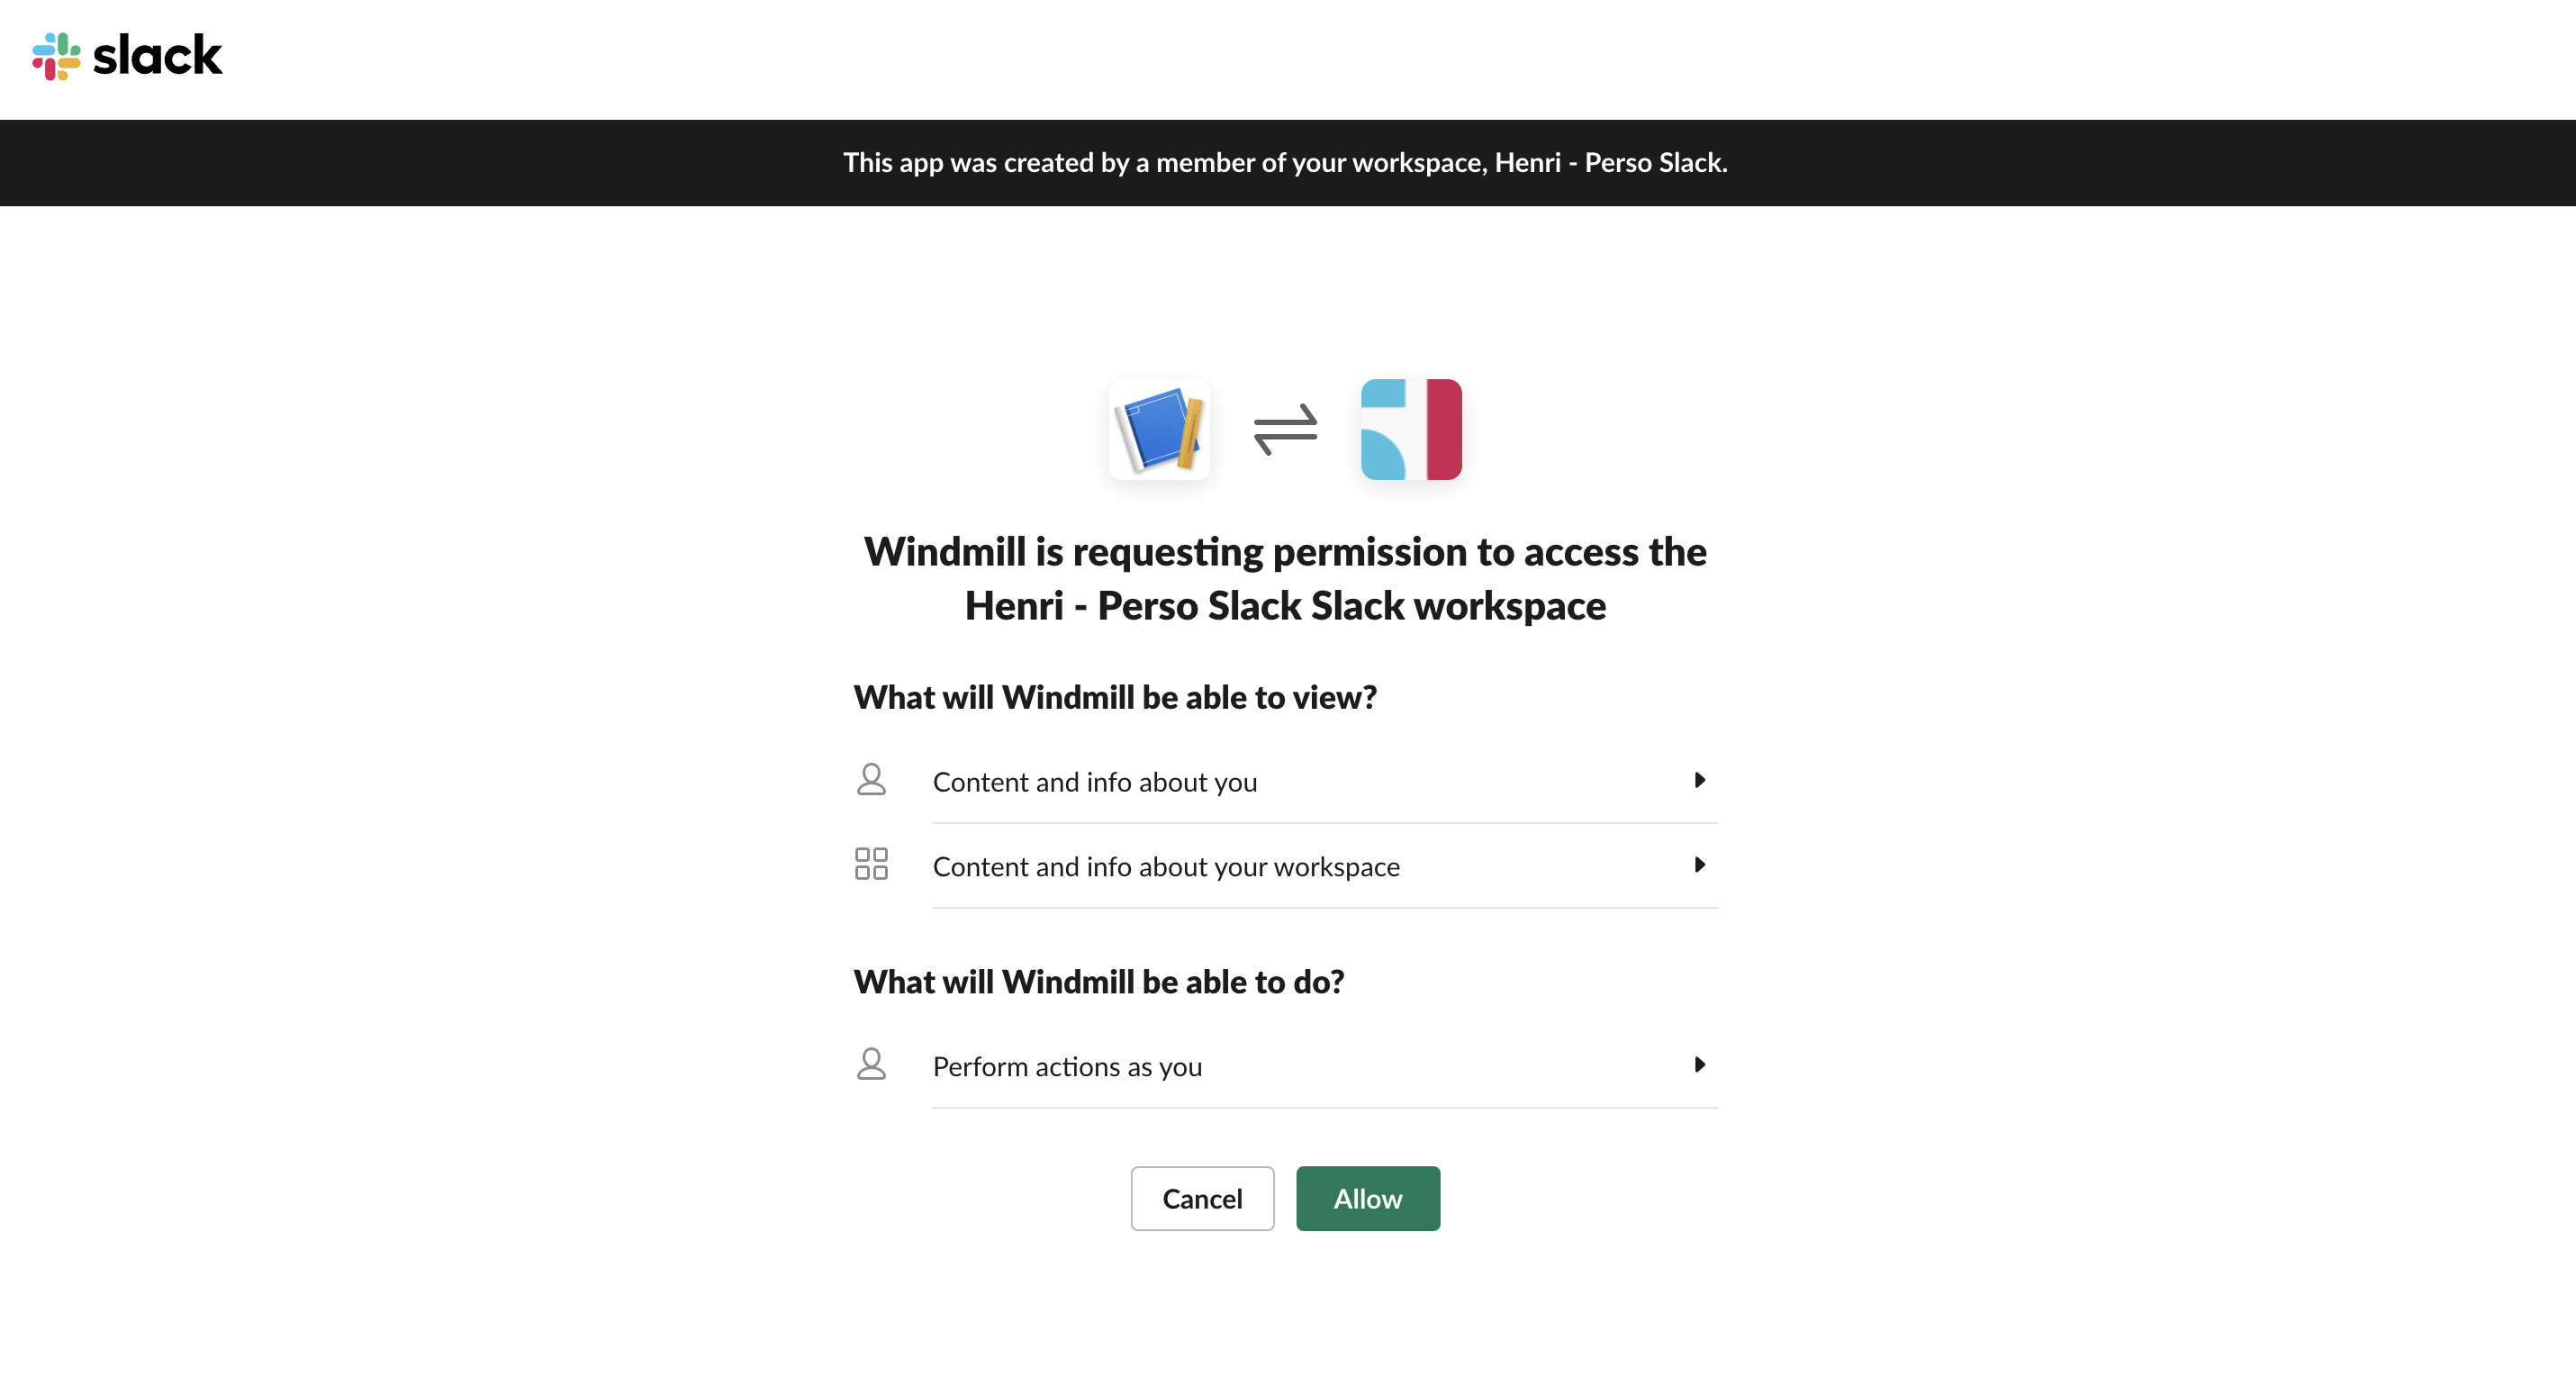 slack
This app was created by a member of your workspace, Henri - Perso Slack.
Windmill is requesting permission to access the
Henri - Perso Slack Slack workspace
What will Windmill be able to view?
Content and info about you
Content and info about your workspace
What will Windmill be able to do?
Perform actions as you
Cancel
Allow